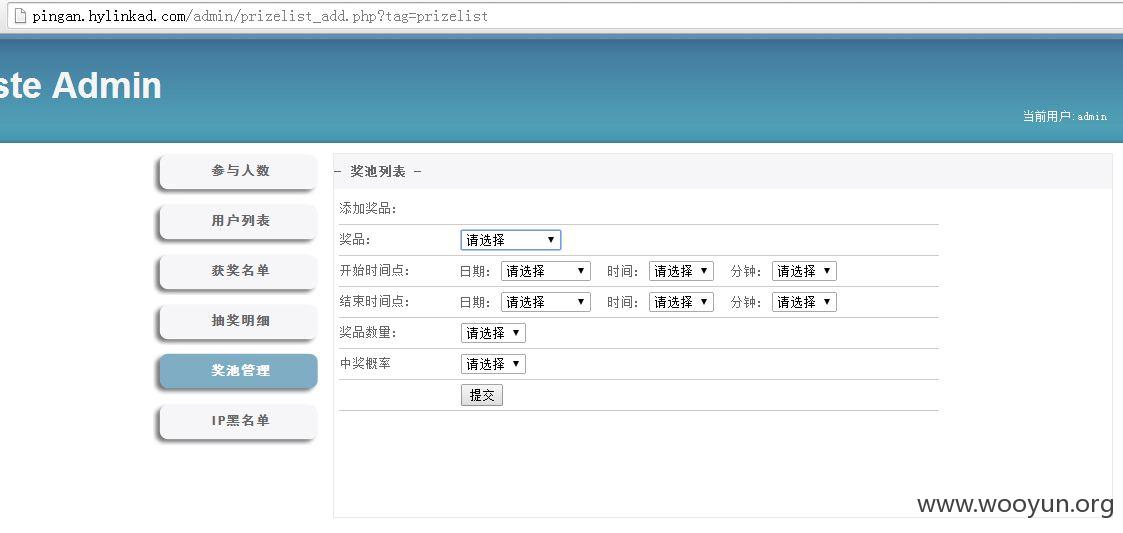 pingan.hylinkad.com/admin/prizelist_add.php?tag=prizelist
ste Admin
当前用户:admin
参与人数
用户列表
获奖名单
抽奖明细
奖池管理
IP黑名单
- 奖池列表 -
添加奖品:
奖品: 请选择
开始时间点: 日期: 请选择 时间: 请选择 分钟: 请选择
结束时间点: 日期: 请选择 时间: 请选择 分钟: 请选择
奖品数量: 请选择
中奖概率 请选择
提交
www.wooyun.org